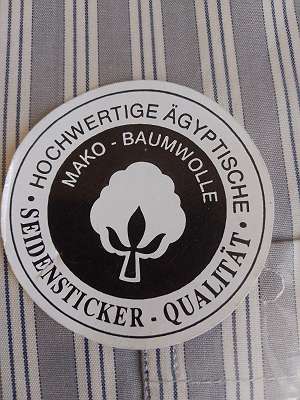 · HOCHWERTIGE ÄGYPTISCHE ·
MAKO - BAUMWOLLE
SEIDENSTICKER · QUALITÄT